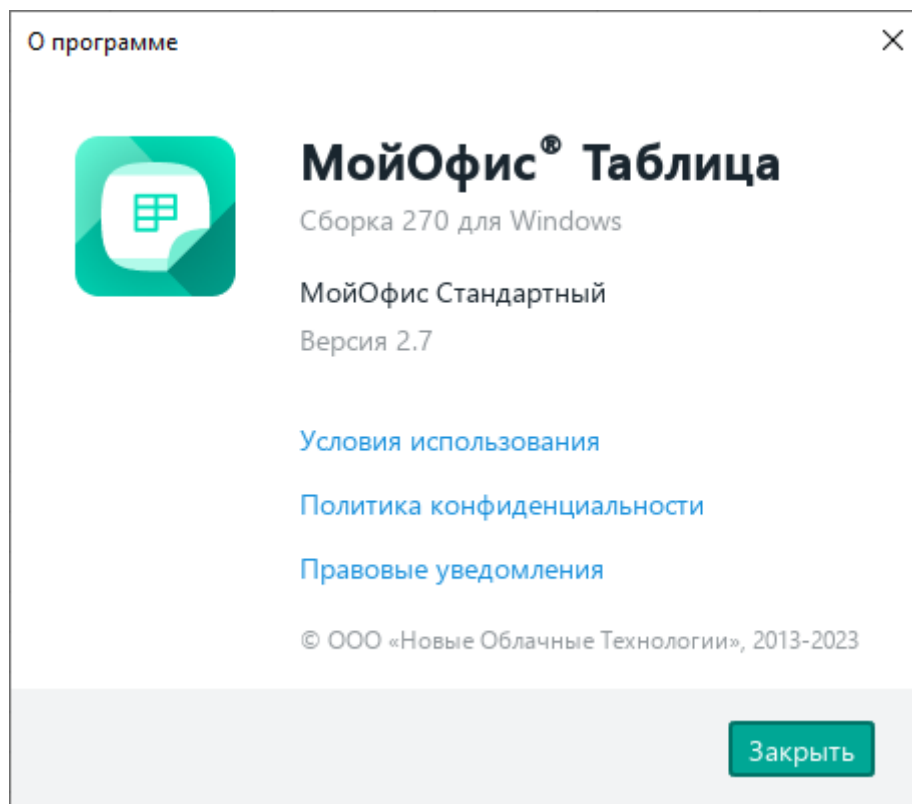 О программе
МойОфис® Таблица
Сборка 270 для Windows
МойОфис Стандартный
Версия 2.7
Условия использования
Политика конфиденциальности
Правовые уведомления
© ООО «Новые Облачные Технологии», 2013-2023
Закрыть